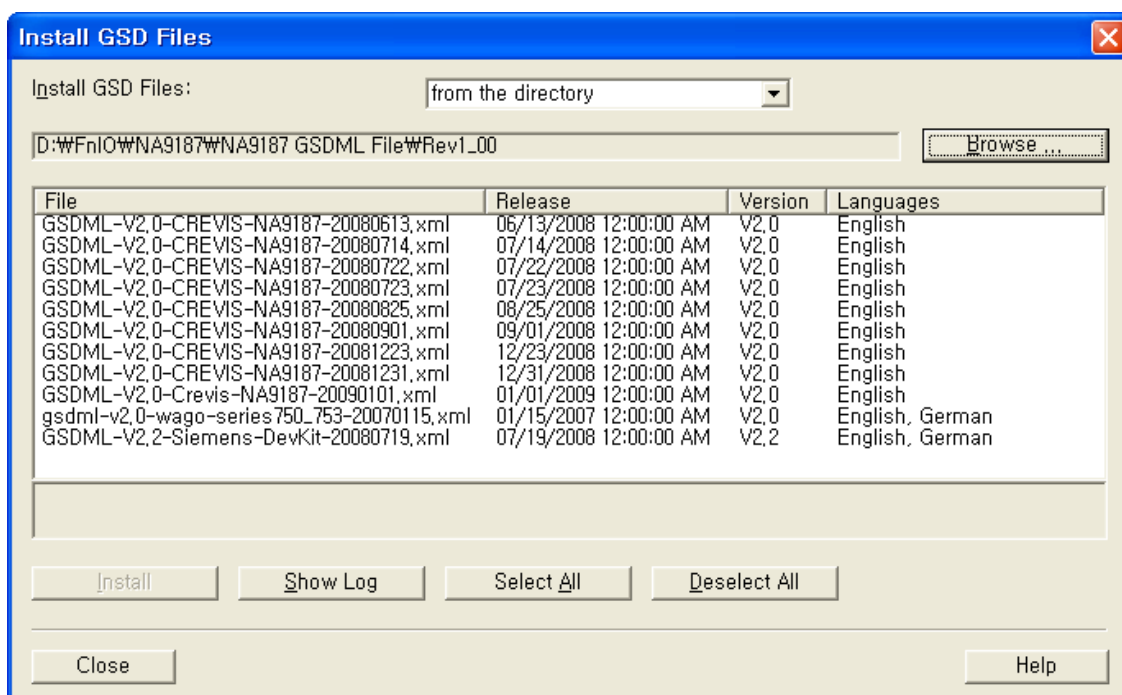 Install GSD Files
Install GSD Files:
from the directory
D:₩FnIO₩NA9187₩NA9187 GSDML File₩Rev1_00
Browse ...
File Release Version Languages
GSDML-V2,0-CREVIS-NA9187-20080613,xml 06/13/2008 12:00:00 AM V2,0 English
GSDML-V2,0-CREVIS-NA9187-20080714,xml 07/14/2008 12:00:00 AM V2,0 English
GSDML-V2,0-CREVIS-NA9187-20080722,xml 07/22/2008 12:00:00 AM V2,0 English
GSDML-V2,0-CREVIS-NA9187-20080723,xml 07/23/2008 12:00:00 AM V2,0 English
GSDML-V2,0-CREVIS-NA9187-20080825,xml 08/25/2008 12:00:00 AM V2,0 English
GSDML-V2,0-CREVIS-NA9187-20080901,xml 09/01/2008 12:00:00 AM V2,0 English
GSDML-V2,0-CREVIS-NA9187-20081223,xml 12/23/2008 12:00:00 AM V2,0 English
GSDML-V2,0-CREVIS-NA9187-20081231,xml 12/31/2008 12:00:00 AM V2,0 English
GSDML-V2,0-Crevis-NA9187-20090101,xml 01/01/2009 12:00:00 AM V2,0 English
gsdml-v2,0-wago-series750_753-20070115,xml 01/15/2007 12:00:00 AM V2,0 English, German
GSDML-V2,2-Siemens-DevKit-20080719,xml 07/19/2008 12:00:00 AM V2,2 English, German
Install Show Log Select All Deselect All
Close Help